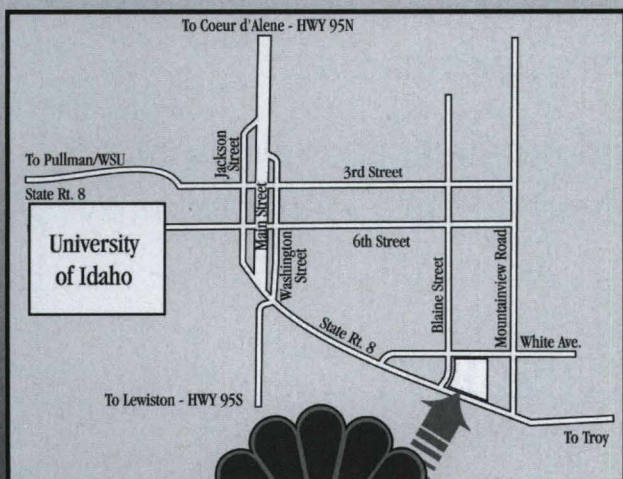 To Coeur d'Alene - HWY 95N
Jackson
Street
To Pullman/WSU
State Rt. 8
3rd Street
Main Street
University
of Idaho
6th Street
Washington
Street
Blaine Street
Mountainview Road
State Rt. 8
White Ave.
To Lewiston - HWY 95S
To Troy